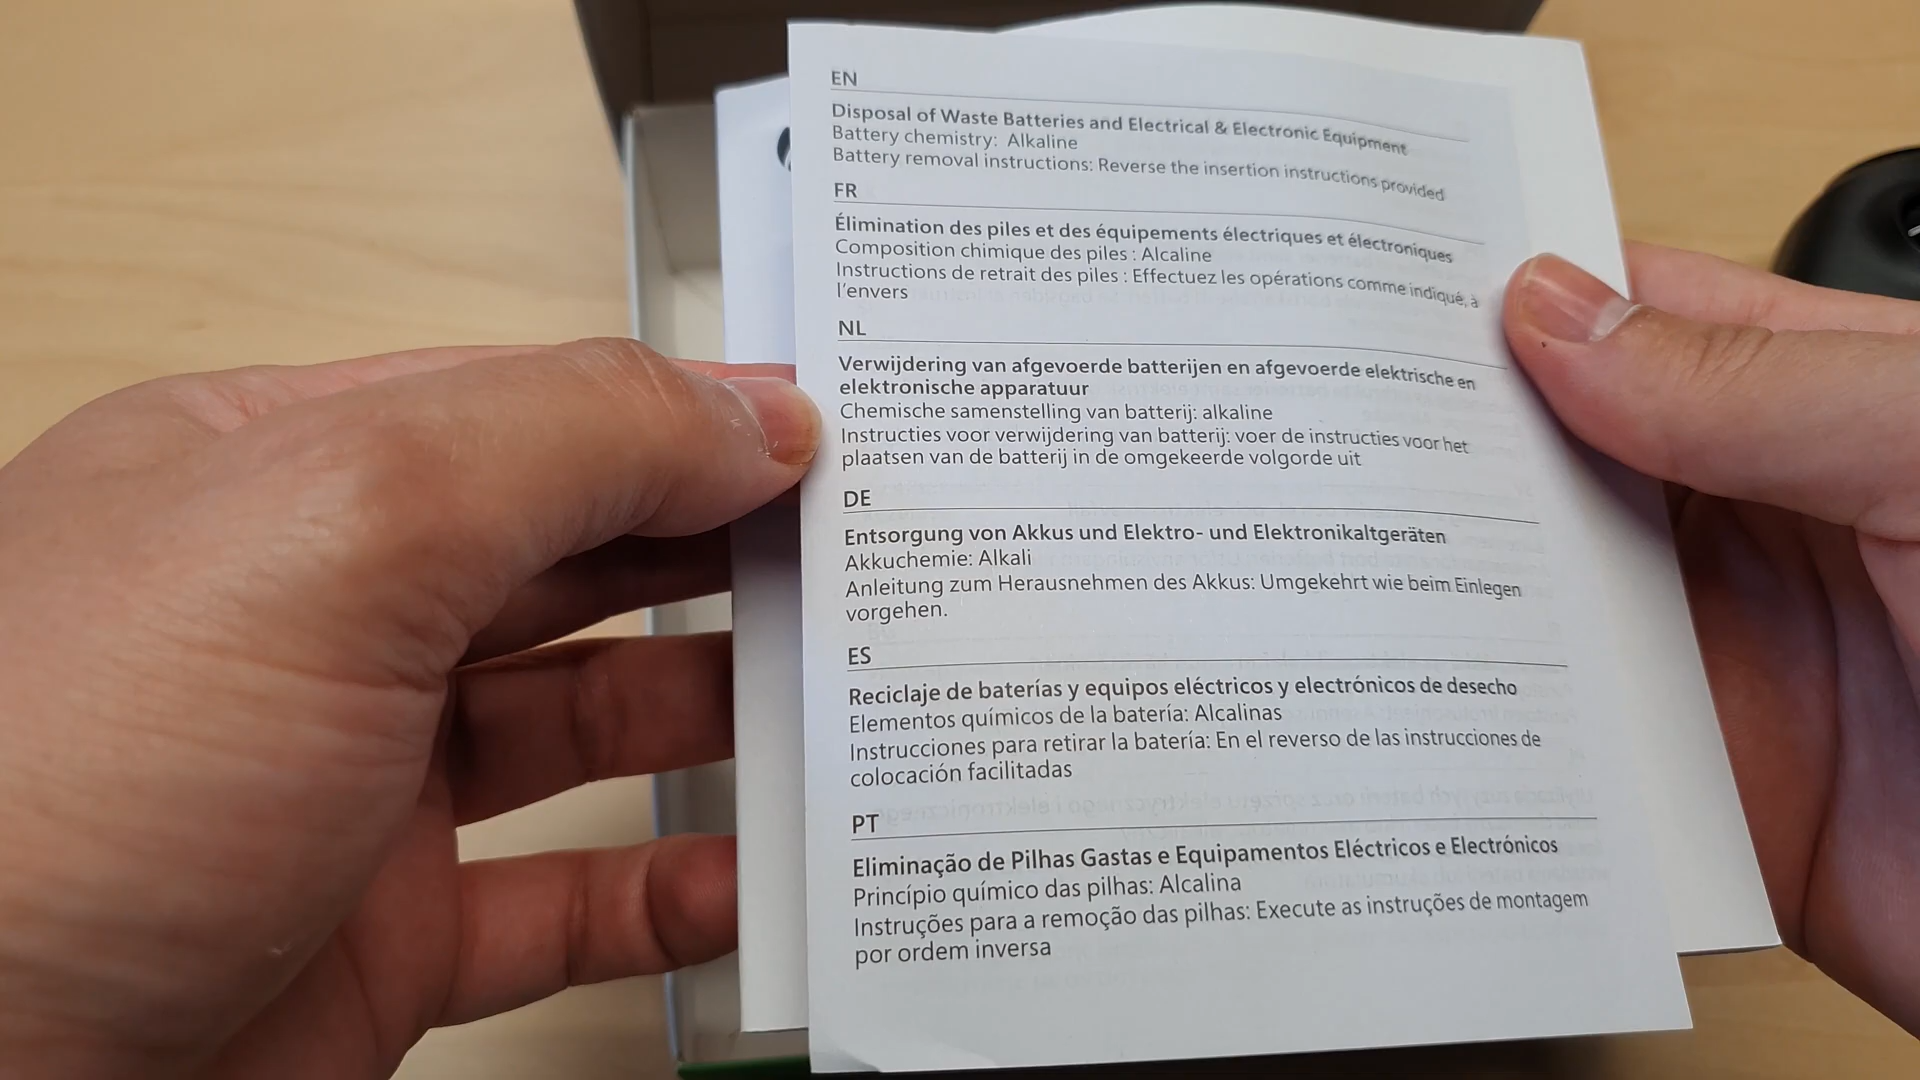 EN
Disposal of Waste Batteries and Electrical & Electronic Equipment
Battery chemistry: Alkaline
Battery removal instructions: Reverse the insertion instructions provided
FR
Élimination des piles et des équipements électriques et électroniques
Composition chimique des piles : Alcaline
Instructions de retrait des piles : Effectuez les opérations comme indiqué, à
l'envers
NL
Verwijdering van afgevoerde batterijen en afgevoerde elektrische en
elektronische apparatuur
Chemische samenstelling van batterij: alkaline
Instructies voor verwijdering van batterij: voer de instructies voor het
plaatsen van de batterij in de omgekeerde volgorde uit
DE
Entsorgung von Akkus und Elektro- und Elektronikaltgeräten
Akkuchemie: Alkali
Anleitung zum Herausnehmen des Akkus: Umgekehrt wie beim Einlegen
vorgehen.
ES
Reciclaje de baterías y equipos eléctricos y electrónicos de desecho
Elementos químicos de la batería: Alcalinas
Instrucciones para retirar la batería: En el reverso de las instrucciones de
colocación facilitadas
PT
Eliminação de Pilhas Gastas e Equipamentos Eléctricos e Electrónicos
Princípio químico das pilhas: Alcalina
Instruções para a remoção das pilhas: Execute as instruções de montagem
por ordem inversa